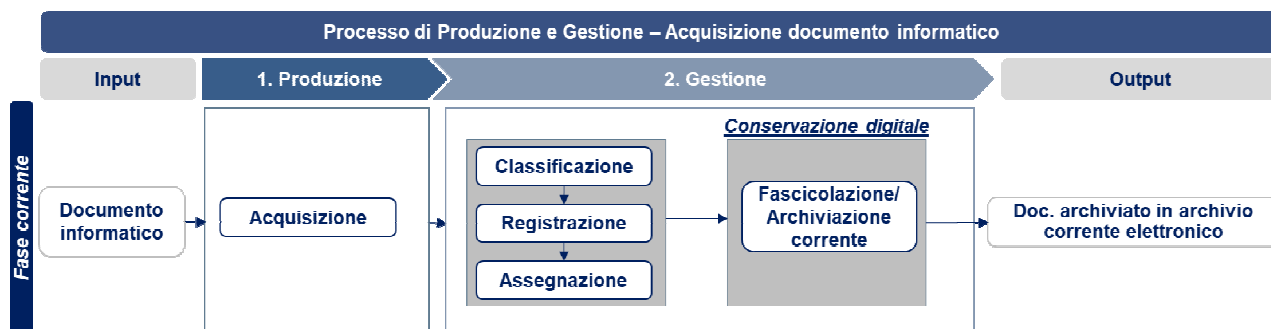 Processo di Produzione e Gestione – Acquisizione documento informatico
Input
1. Produzione
2. Gestione
Output
Fase corrente
Documento
informatico
Acquisizione
Classificazione
Registrazione
Assegnazione
Conservazione digitale
Fascicolazione/
Archiviazione
corrente
Doc. archiviato in archivio
corrente elettronico